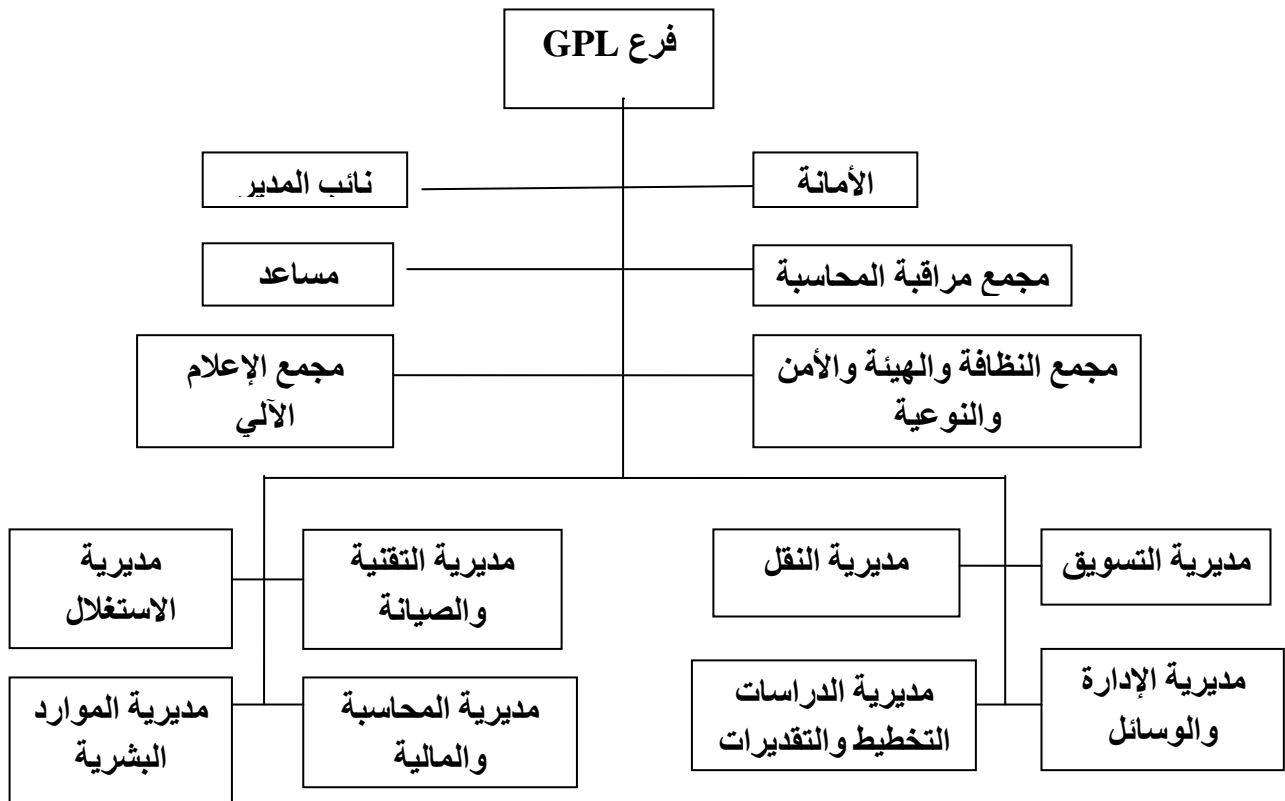 فرع GPL
الأمانة
نائب المدير
مجمع مراقبة المحاسبة
مساعد
مجمع النظافة والهيئة والأمن
والنوعية
مجمع الإعلام
الآلي
مديرية التسويق
مديرية النقل
مديرية التقنية
والصيانة
مديرية
الاستغلال
مديرية الإدارة
والوسائل
مديرية الدراسات
التخطيط والتقديرات
مديرية المحاسبة
والمالية
مديرية الموارد
البشرية